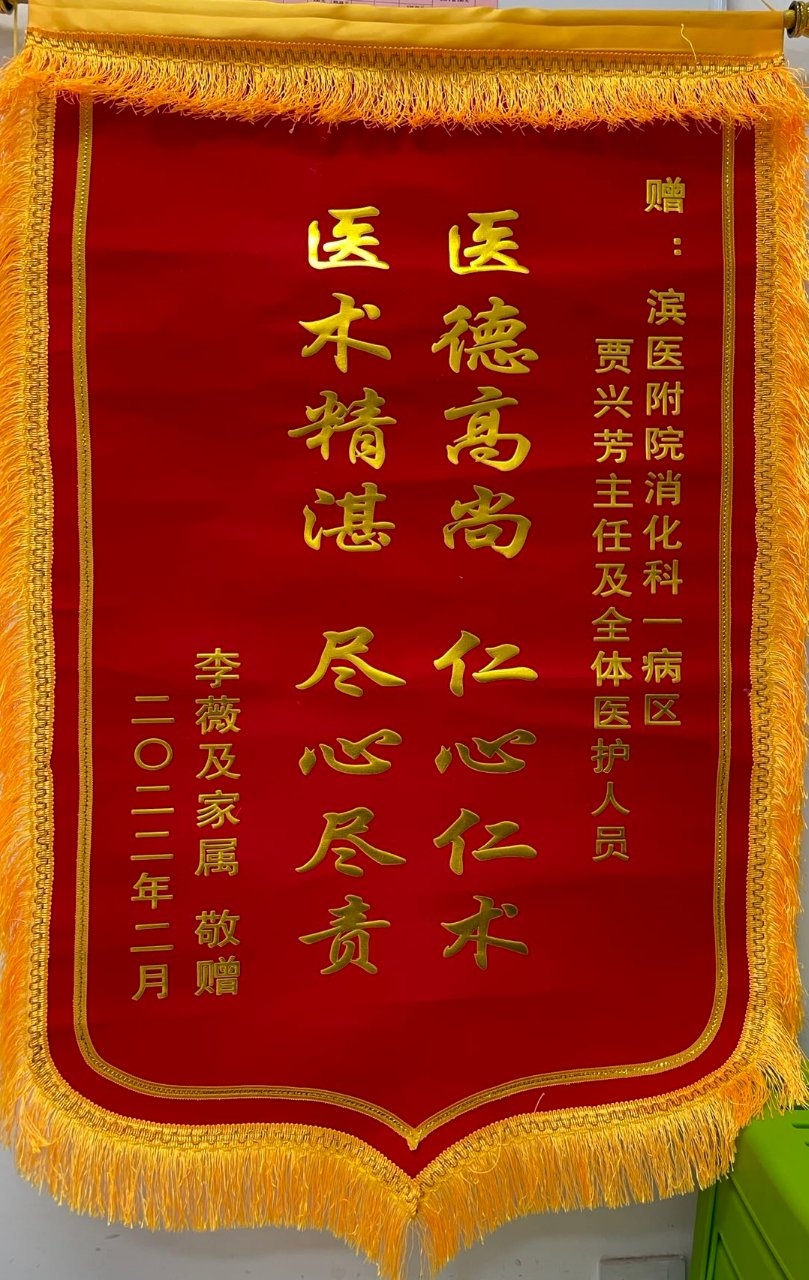 赠：滨医附院消化科一病区
贾兴芳主任及全体医护人员
医德高尚 仁心仁术
医术精湛 尽心尽责
李薇及家属 敬赠
二〇二二年二月